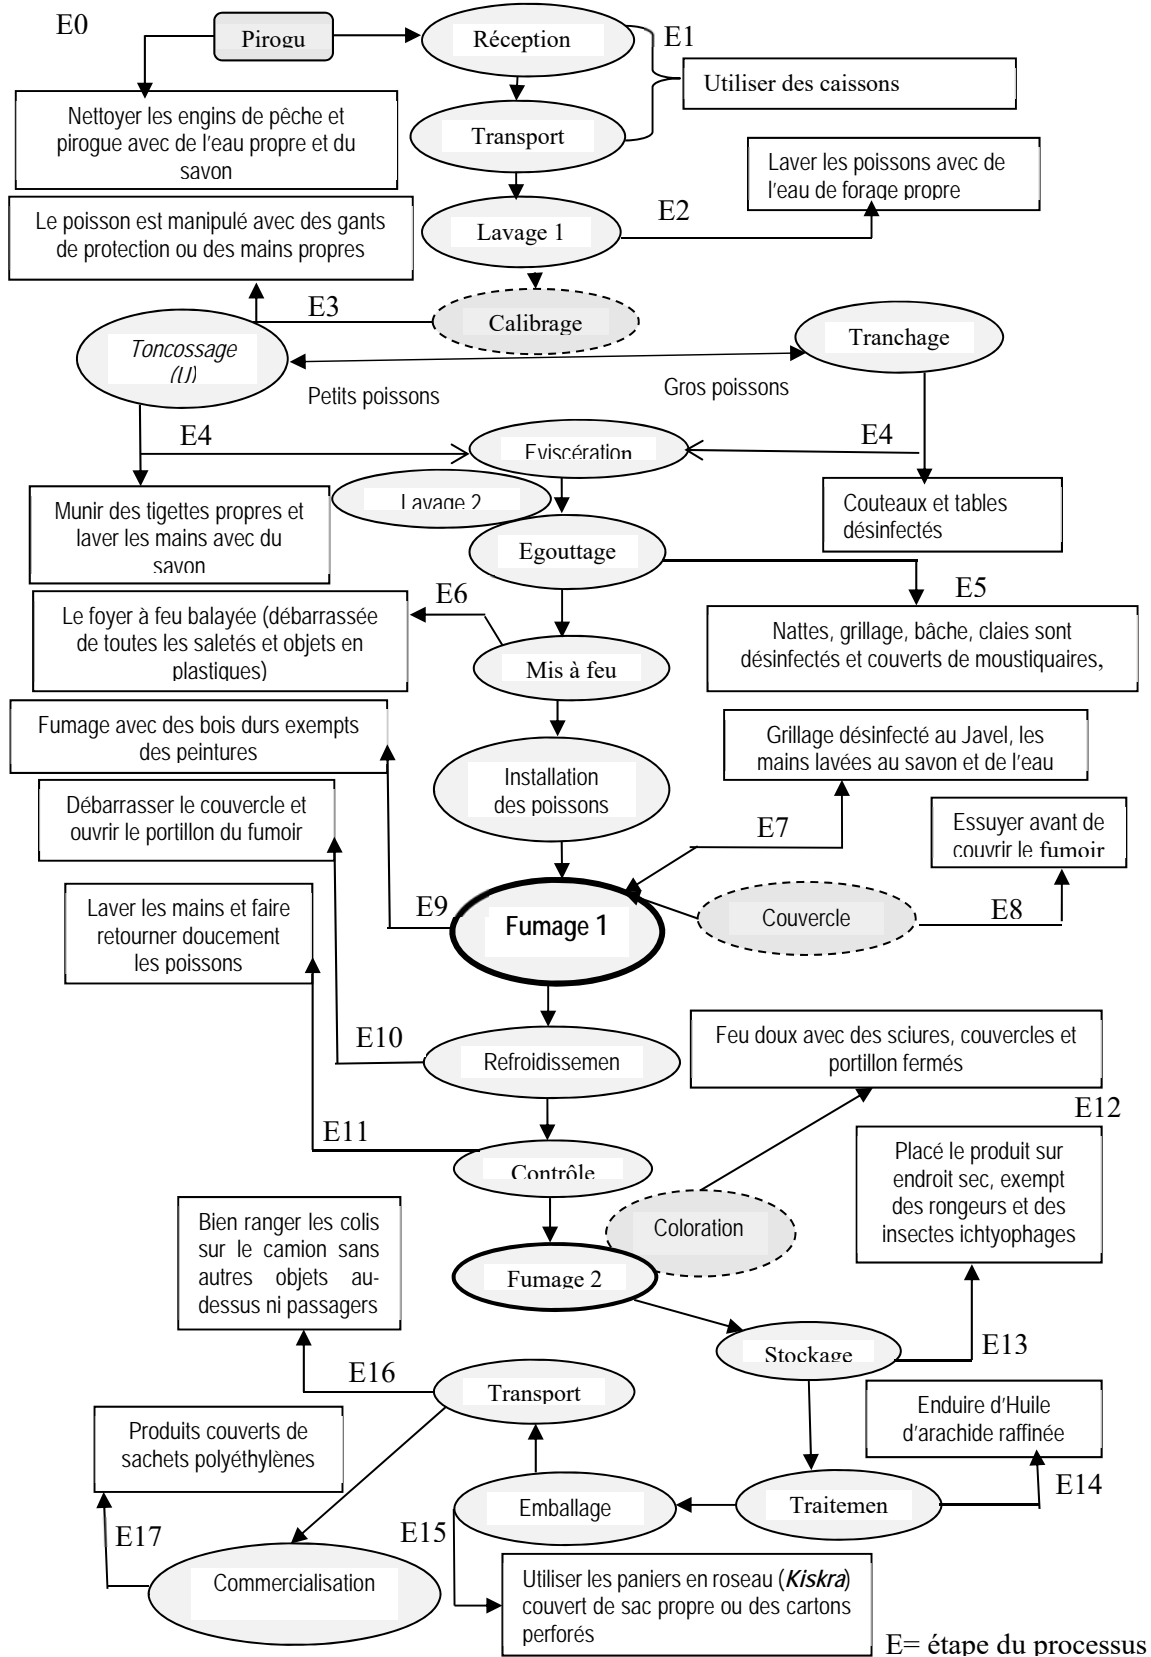 E0
Pirogu
Réception
E1
Utiliser des caissons
Nettoyer les engins de pêche et
pirogue avec de l'eau propre et du
savon
Transport
Laver les poissons avec de
l'eau de forage propre
Le poisson est manipulé avec des gants
de protection ou des mains propres
Lavage 1
E2
E3
Calibrage
Toncossage
(U)
Tranchage
Petits poissons
Gros poissons
E4
Eviscération
E4
Lavage 2
Munir des tigettes propres et
laver les mains avec du
savon
Couteaux et tables
désinfectés
Egouttage
E5
E6
Le foyer à feu balayée (débarrassée
de toutes les saletés et objets en
plastiques)
Nattes, grillage, bâche, claies sont
désinfectés et couverts de moustiquaires,
Mis à feu
Fumage avec des bois durs exempts
des peintures
Grillage désinfecté au Javel, les
mains lavées au savon et de l'eau
Installation
des poissons
Débarrasser le couvercle et
ouvrir le portillon du fumoir
E7
Essuyer avant de
couvrir le fumoir
Laver les mains et faire
retourner doucement
les poissons
E9
Fumage 1
Couvercle
E8
E10
Refroidissemen
Feu doux avec des sciures, couvercles et
portillon fermés
E12
E11
Contrôle
Placé le produit sur
endroit sec, exempt
des rongeurs et des
insectes ichtyophages
Bien ranger les colis
sur le camion sans
autres objets au-
dessus ni passagers
Coloration
Fumage 2
Stockage
E13
E16
Transport
Enduire d'Huile
d'arachide raffinée
Produits couverts de
sachets polyéthylènes
E14
Emballage
Traitemen
E15
E17
Commercialisation
Utiliser les paniers en roseau (Kiskra)
couvert de sac propre ou des cartons
perforés
E= étape du processus